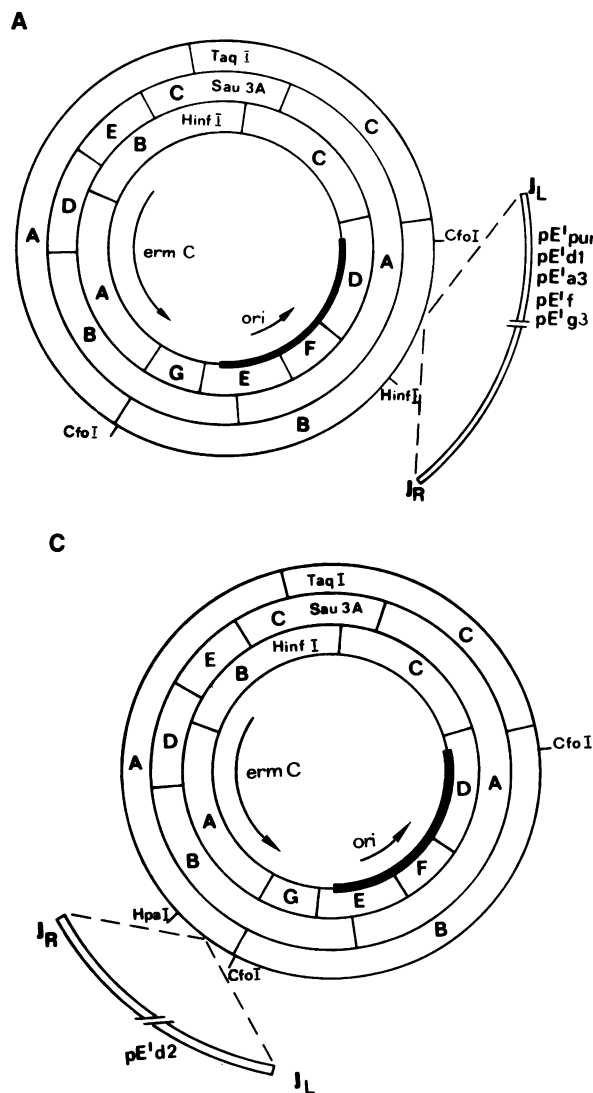 A
Taq I
C Sau 3A
C
E
B Hinf I
C
D
A
erm C
A
B
ori
D
A
G
E
F
B
CfoI
HinfI
CfoI
JL
pE'pur
pE'd1
pE'a3
pE'f
pE'g3
JR
C
Taq I
C Sau 3A
C
E
B Hinf I
C
D
A
erm C
A
B
ori
D
A
G
E
F
B
CfoI
HpaI
CfoI
JR
pE'd2
JL